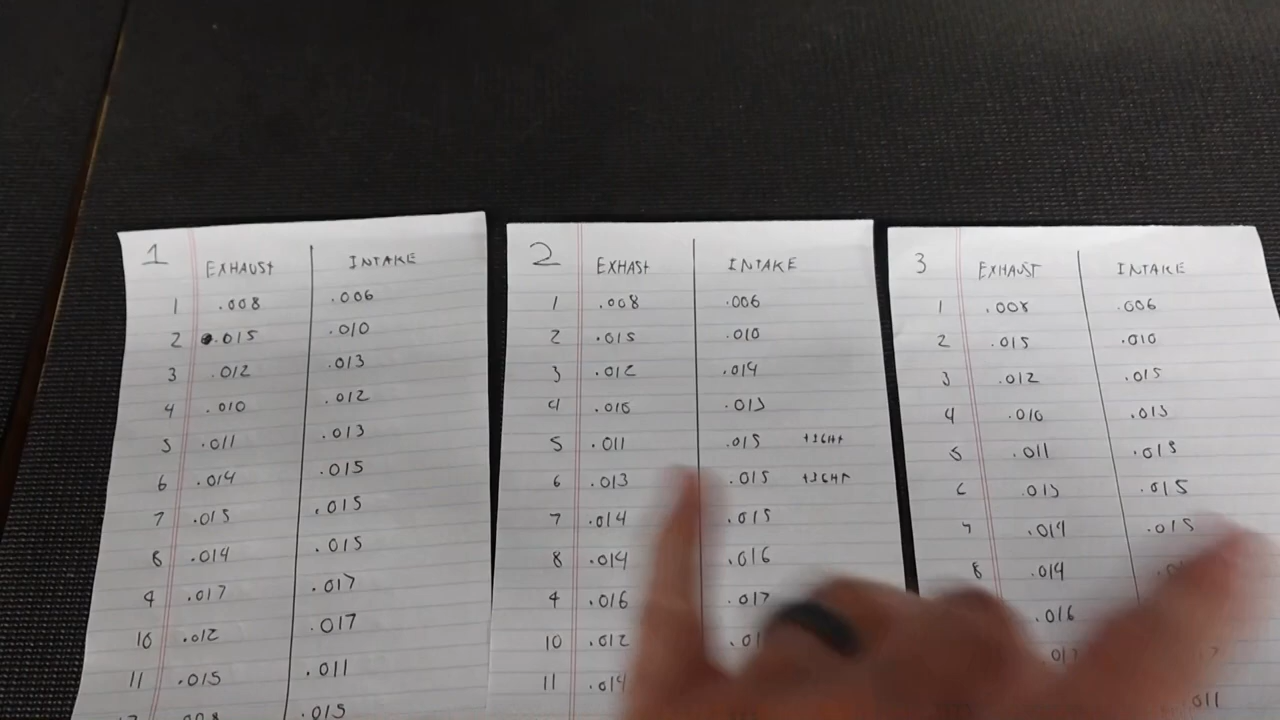 1 EXHAUST INTAKE
1 .008 .006
2 .015 .010
3 .012 .013
4 .010 .012
5 .011 .013
6 .014 .015
7 .015 .015
8 .014 .015
9 .017 .017
10 .012 .017
11 .015 .011
.015
2 EXHAST INTAKE
1 .008 .006
2 .015 .010
3 .012 .014
4 .010 .013
5 .011 .015 tight
6 .013 .015 tight
7 .014 .015
8 .014 .016
9 .016 .017
10 .012
11 .014
3 EXHAUST INTAKE
1 .008 .006
2 .015 .010
3 .012 .015
4 .010 .013
5 .011 .015
6 .013 .015
7 .014 .015
8 .014
.016
011